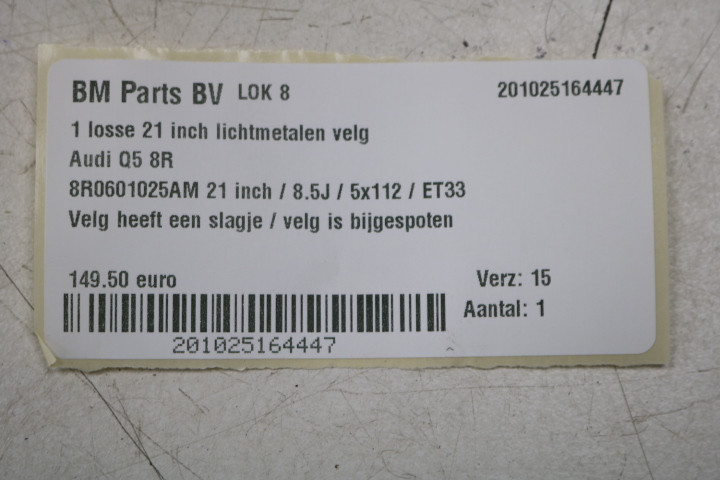 BM Parts BV LOK 8 201025164447
1 losse 21 inch lichtmetalen velg
Audi Q5 8R
8R0601025AM 21 inch / 8.5J / 5x112 / ET33
Velg heeft een slagje / velg is bijgespoten
149.50 euro Verz: 15
Aantal: 1
201025164447